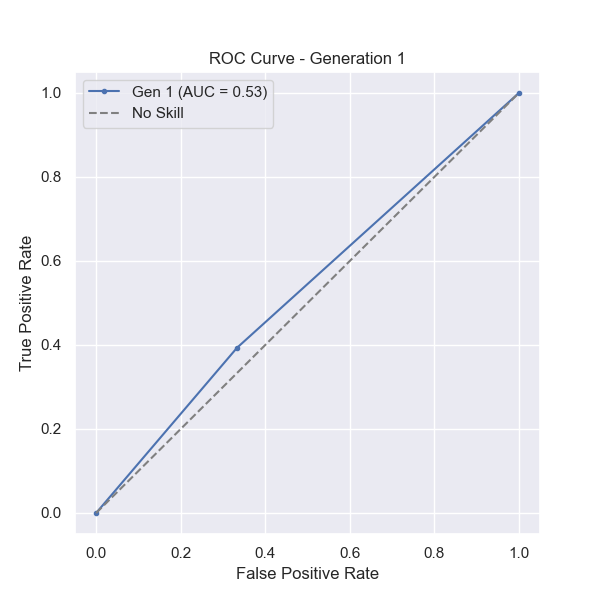 ROC Curve - Generation 1
Gen 1 (AUC = 0.53)
No Skill
1.0
0.8
0.6
0.4
0.2
0.0
True Positive Rate
0.0 0.2 0.4 0.6 0.8 1.0
False Positive Rate